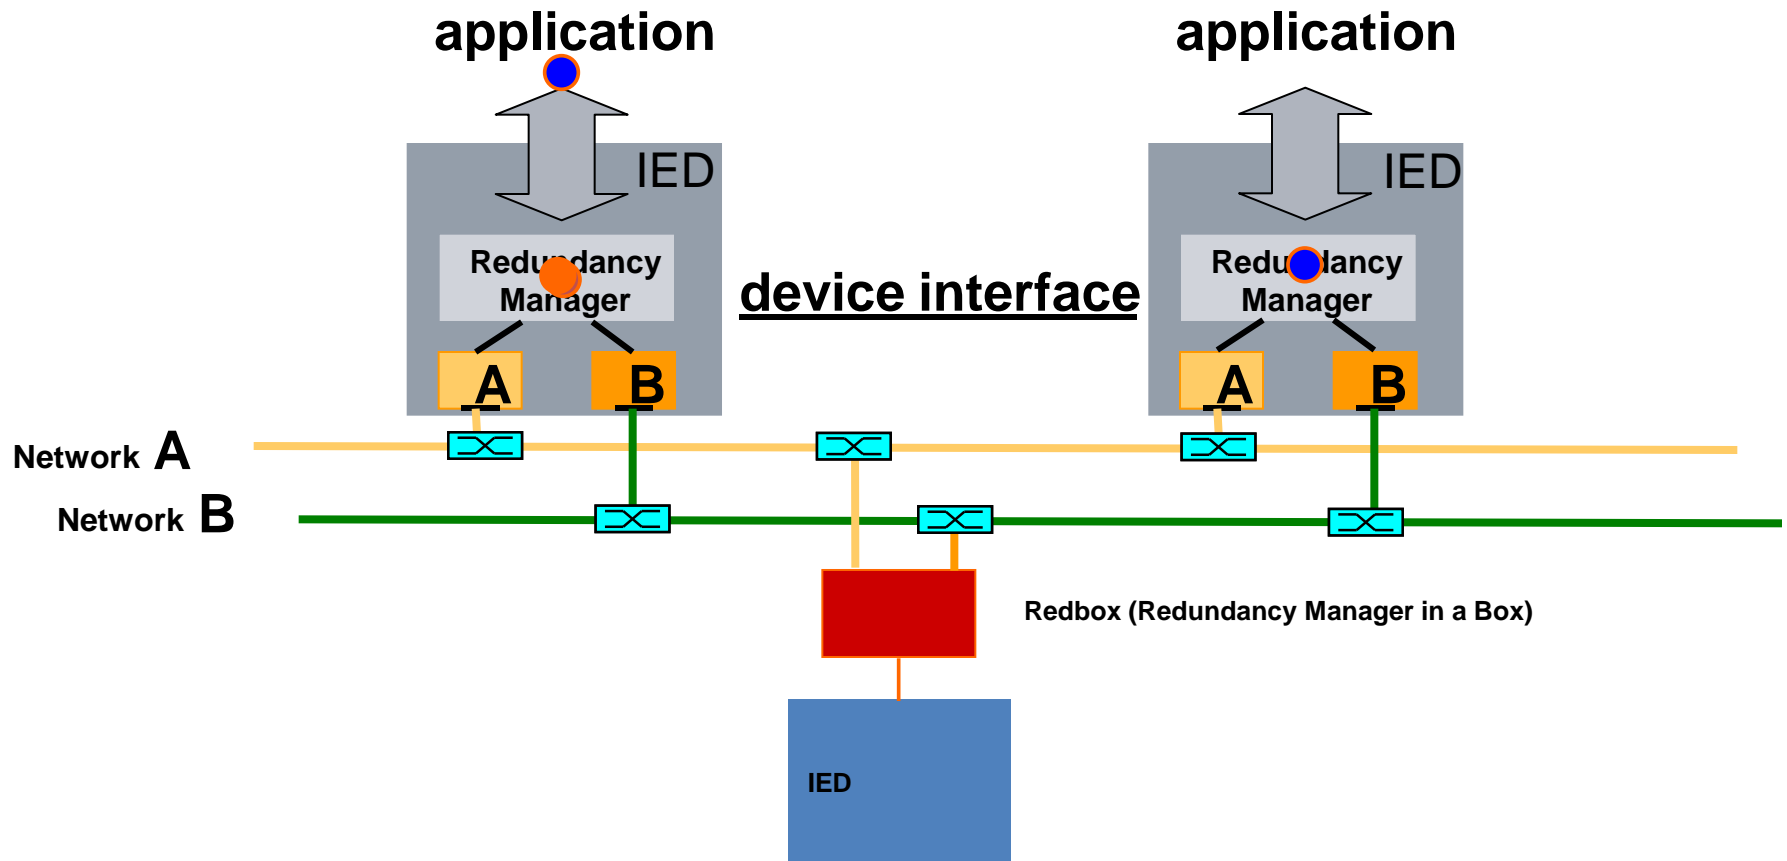 application
application
IED
IED
Redundancy
Manager
device interface
Redundancy
Manager
A
B
A
B
Network A
Network B
Redbox (Redundancy Manager in a Box)
IED